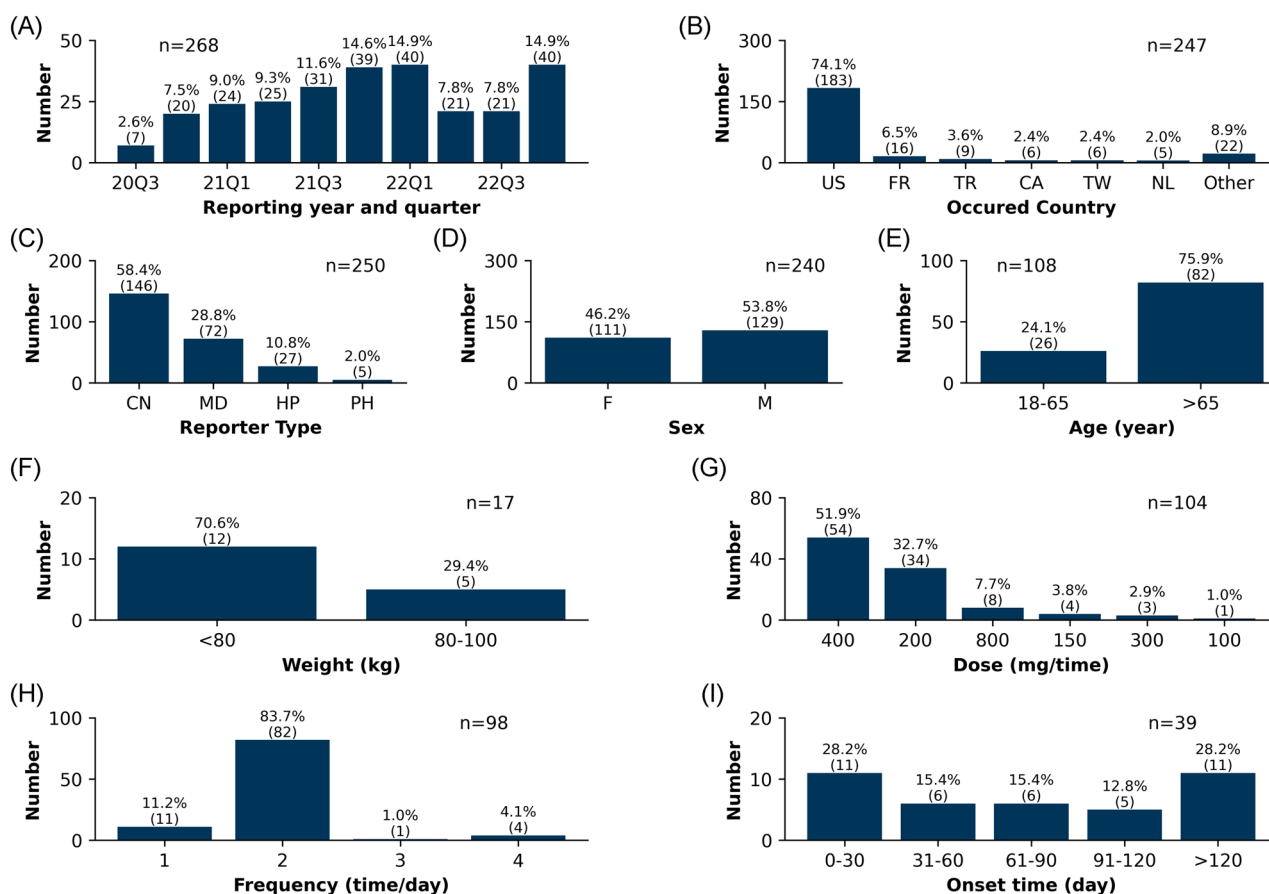 (A)
n=268
Number
50
25
0
2.6%
(7)
7.5%
(20)
9.0%
(24)
9.3%
(25)
11.6%
(31)
14.6%
(39)
14.9%
(40)
7.8%
(21)
7.8%
(21)
14.9%
(40)
20Q3 21Q1 21Q3 22Q1 22Q3
Reporting year and quarter
(B)
n=247
Number
300
150
0
74.1%
(183)
6.5%
(16)
3.6%
(9)
2.4%
(6)
2.4%
(6)
2.0%
(5)
8.9%
(22)
US FR TR CA TW NL Other
Occured Country
(C)
n=250
Number
200
100
0
58.4%
(146)
28.8%
(72)
10.8%
(27)
2.0%
(5)
CN MD HP PH
Reporter Type
(D)
n=240
Number
300
150
0
46.2%
(111)
53.8%
(129)
F M
Sex
(E)
n=108
Number
100
50
0
24.1%
(26)
75.9%
(82)
18-65 >65
Age (year)
(F)
n=17
Number
20
10
0
70.6%
(12)
29.4%
(5)
<80 80-100
Weight (kg)
(G)
n=104
Number
80
40
0
51.9%
(54)
32.7%
(34)
7.7%
(8)
3.8%
(4)
2.9%
(3)
1.0%
(1)
400 200 800 150 300 100
Dose (mg/time)
(H)
n=98
Number
100
50
0
11.2%
(11)
83.7%
(82)
1.0%
(1)
4.1%
(4)
1 2 3 4
Frequency (time/day)
(I)
n=39
Number
20
10
0
28.2%
(11)
15.4%
(6)
15.4%
(6)
12.8%
(5)
28.2%
(11)
0-30 31-60 61-90 91-120 >120
Onset time (day)